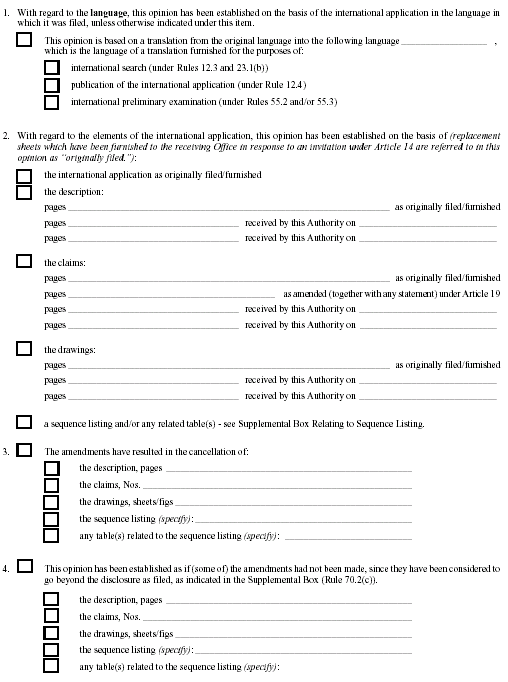 1. With regard to the language, this opinion has been established on the basis of the international application in the language in
which it was filed, unless otherwise indicated under this item.
This opinion is based on a translation from the original language into the following language ,
which is the language of a translation furnished for the purposes of:
international search (under Rules 12.3 and 23.1(b))
publication of the international application (under Rule 12.4)
international preliminary examination (under Rules 55.2 and/or 55.3)
2. With regard to the elements of the international application, this opinion has been established on the basis of (replacement
sheets which have been furnished to the receiving Office in response to an invitation under Article 14 are referred to in this
opinion as "originally filed."):
the international application as originally filed/furnished
the description:
pages as originally filed/furnished
pages received by this Authority on
pages received by this Authority on
the claims:
pages as originally filed/furnished
pages as amended (together with any statement) under Article 19
pages received by this Authority on
pages received by this Authority on
the drawings:
pages as originally filed/furnished
pages received by this Authority on
pages received by this Authority on
a sequence listing and/or any related table(s) - see Supplemental Box Relating to Sequence Listing.
3. The amendments have resulted in the cancellation of:
the description, pages
the claims, Nos.
the drawings, sheets/figs
the sequence listing (specify):
any table(s) related to the sequence listing (specify):
4. This opinion has been established as if (some of) the amendments had not been made, since they have been considered to
go beyond the disclosure as filed, as indicated in the Supplemental Box (Rule 70.2(c)).
the description, pages
the claims, Nos.
the drawings, sheets/figs
the sequence listing (specify):
any table(s) related to the sequence listing (specify):